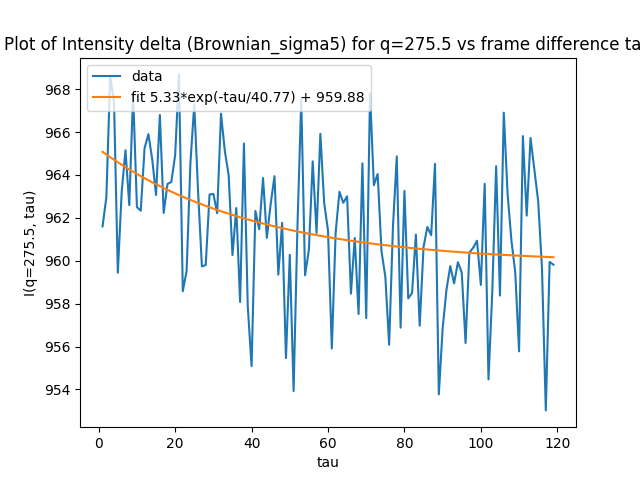 Plot of Intensity delta (Brownian_sigma5) for q=275.5 vs frame difference ta
data
fit 5.33*exp(-tau/40.77) + 959.88
I(q=275.5, tau)
968
966
964
962
960
958
956
954
0 20 40 60 80 100 120
tau